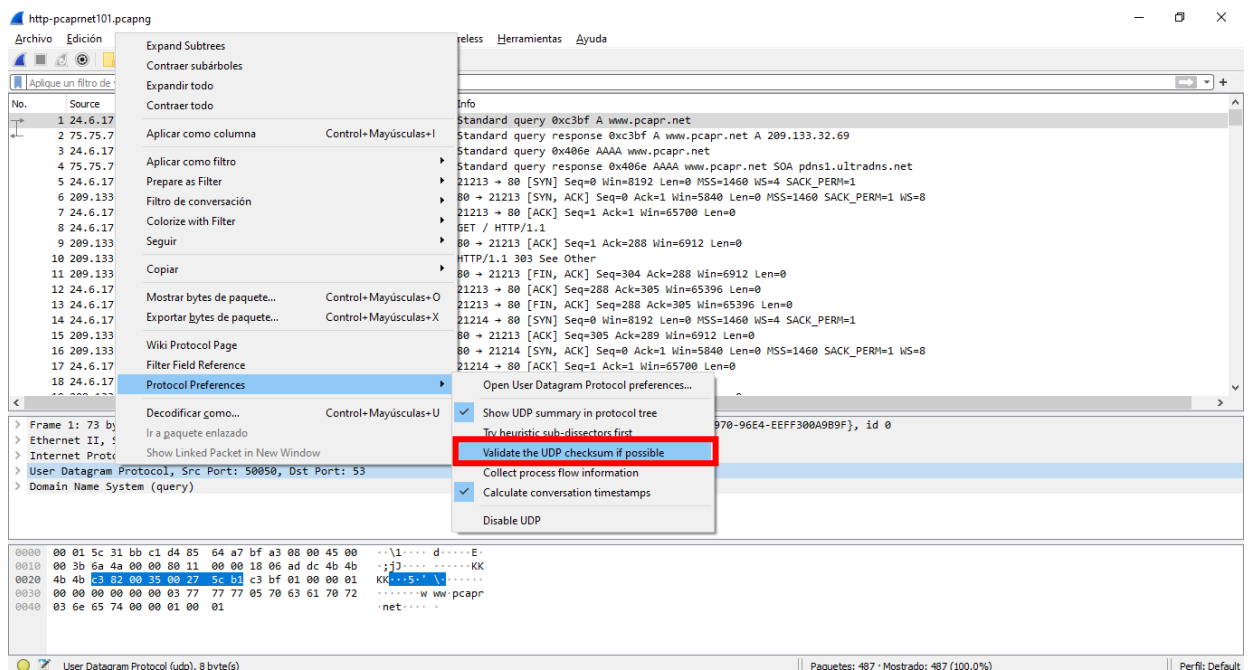 http-pcaprnet101.pcapng
Archivo Edición reless Herramientas Ayuda
Aplique un filtro de
No. Source Info
1 24.6.17 Standard query 0xc3bf A www.pcapr.net
2 75.75.7 Standard query response 0xc3bf A www.pcapr.net A 209.133.32.69
3 24.6.17 Standard query 0x406e AAAA www.pcapr.net
4 75.75.7 Standard query response 0x406e AAAA www.pcapr.net SOA pdns1.ultradns.net
5 24.6.17 21213 → 80 [SYN] Seq=0 Win=8192 Len=0 MSS=1460 WS=4 SACK_PERM=1
6 209.133 80 → 21213 [SYN, ACK] Seq=0 Ack=1 Win=5840 Len=0 MSS=1460 SACK_PERM=1 WS=8
7 24.6.17 21213 → 80 [ACK] Seq=1 Ack=1 Win=65700 Len=0
8 24.6.17 GET / HTTP/1.1
9 209.133 80 → 21213 [ACK] Seq=1 Ack=288 Win=6912 Len=0
10 209.133 HTTP/1.1 303 See Other
11 209.133 80 → 21213 [FIN, ACK] Seq=304 Ack=288 Win=6912 Len=0
12 24.6.17 21213 → 80 [ACK] Seq=288 Ack=305 Win=65396 Len=0
13 24.6.17 21213 → 80 [FIN, ACK] Seq=288 Ack=305 Win=65396 Len=0
14 24.6.17 21214 → 80 [SYN] Seq=0 Win=8192 Len=0 MSS=1460 WS=4 SACK_PERM=1
15 209.133 80 → 21213 [ACK] Seq=305 Ack=289 Win=6912 Len=0
16 209.133 80 → 21214 [SYN, ACK] Seq=0 Ack=1 Win=5840 Len=0 MSS=1460 SACK_PERM=1 WS=8
17 24.6.17 21214 → 80 [ACK] Seq=1 Ack=1 Win=65700 Len=0
18 24.6.17
Expand Subtrees
Contraer subárboles
Expandir todo
Contraer todo
Aplicar como columna Control+Mayúsculas+I
Aplicar como filtro
Prepare as Filter
Filtro de conversación
Colorize with Filter
Seguir
Copiar
Mostrar bytes de paquete... Control+Mayúsculas+O
Exportar bytes de paquete... Control+Mayúsculas+X
Wiki Protocol Page
Filter Field Reference
Protocol Preferences
Decodificar como... Control+Mayúsculas+U
Ir a paquete enlazado
Show Linked Packet in New Window
Open User Datagram Protocol preferences...
Show UDP summary in protocol tree
Try heuristic sub-dissectors first
Validate the UDP checksum if possible
Collect process flow information
Calculate conversation timestamps
Disable UDP
Frame 1: 73 by 970-96E4-EEFF300A9B9F}, id 0
Ethernet II,
Internet Proto
User Datagram Protocol, Src Port: 50050, Dst Port: 53
Domain Name System (query)
0000 00 01 5c 31 bb c1 d4 85 64 a7 bf a3 08 00 45 00 ··\1···· d·····E·
0010 00 3b 6a 4a 00 00 80 11 00 00 18 06 ad dc 4b 4b ·;jJ···· ······KK
0020 4b 4b c3 82 00 35 00 27 5c b1 c3 bf 01 00 00 01 KK···5·' \·······
0030 00 00 00 00 00 00 03 77 77 77 05 70 63 61 70 72 ·······w ww·pcapr
0040 03 6e 65 74 00 00 01 00 01 ·net···· ·
User Datagram Protocol (udp), 8 byte(s) Paquetes: 487 · Mostrado: 487 (100.0%) Perfil: Default